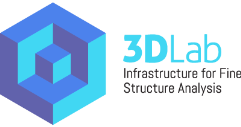 3DLab
Infrastructure for Fine
Structure Analysis